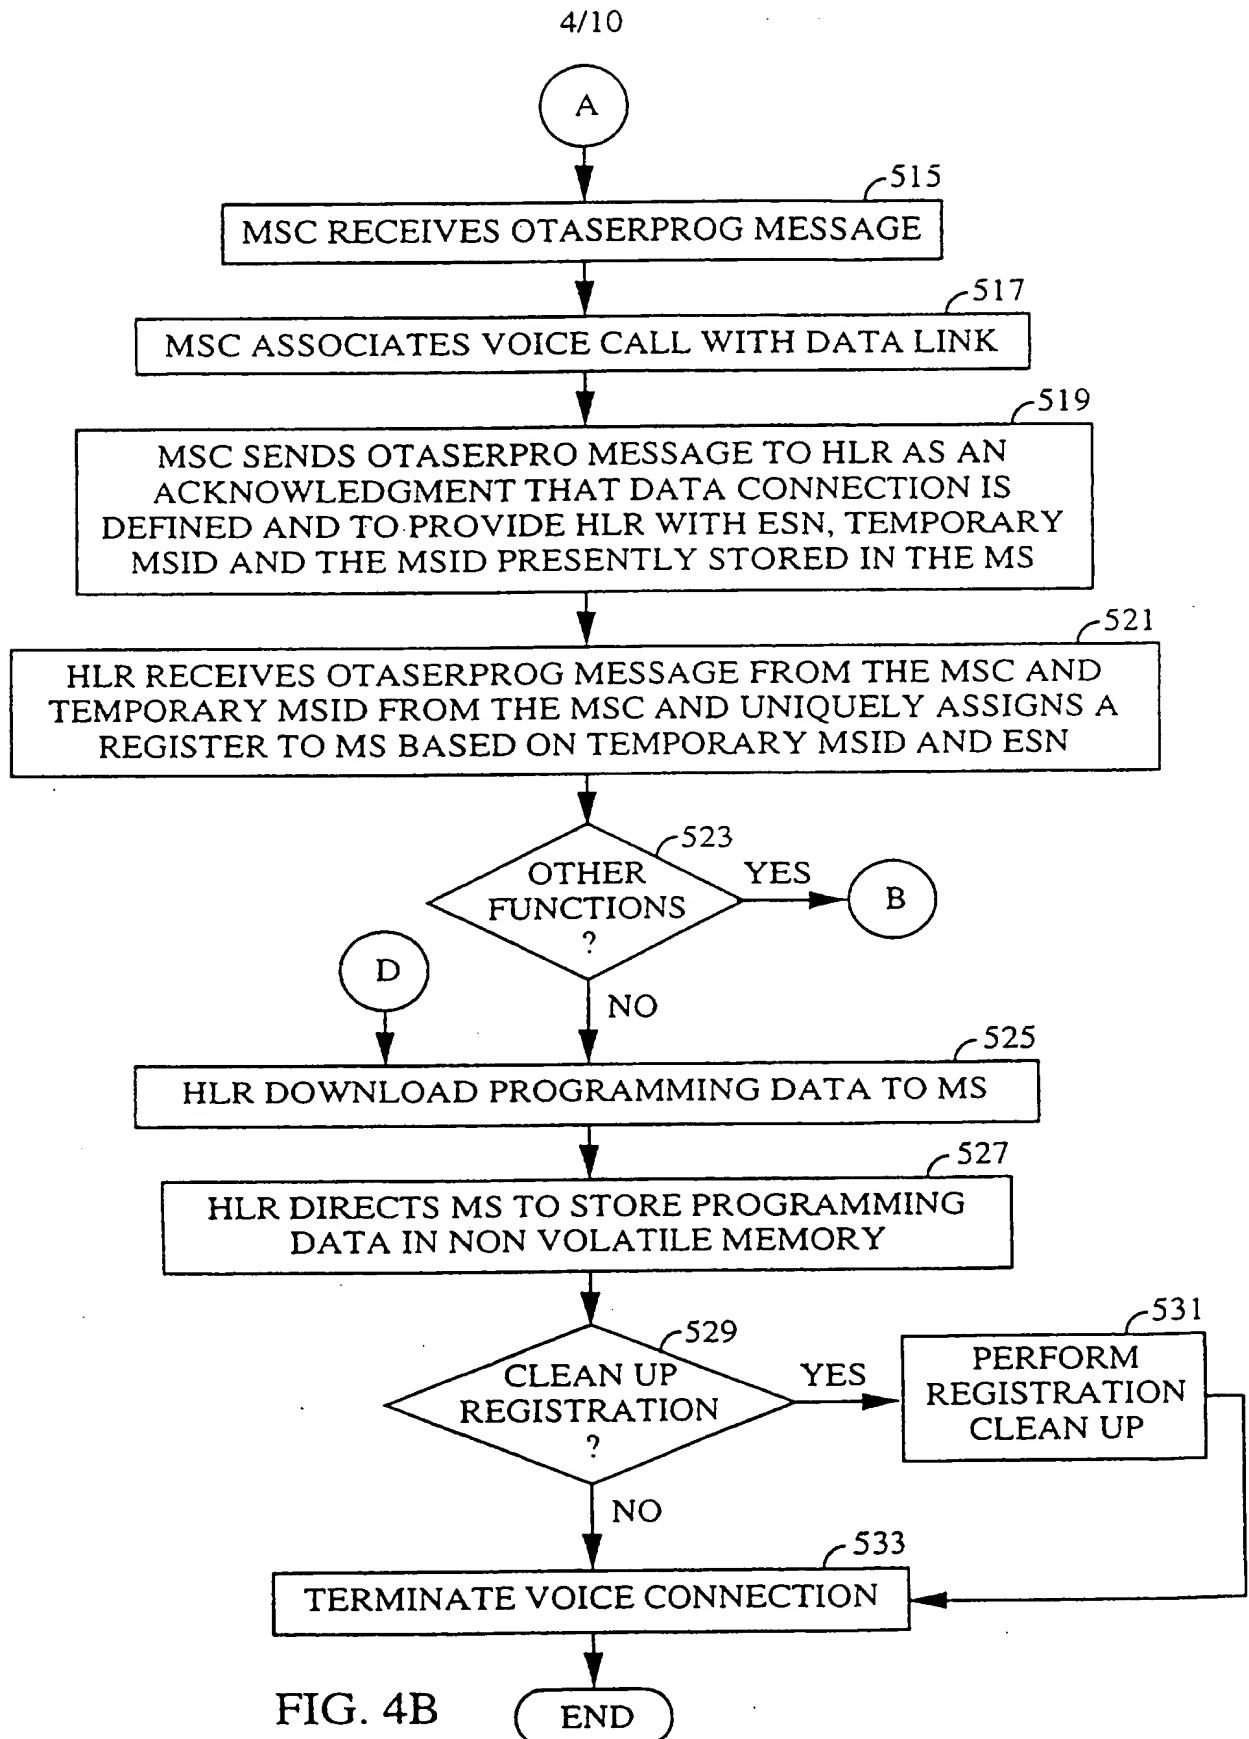 4/10
A
515
MSC RECEIVES OTASERPROG MESSAGE
517
MSC ASSOCIATES VOICE CALL WITH DATA LINK
519
MSC SENDS OTASERPRO MESSAGE TO HLR AS AN
ACKNOWLEDGMENT THAT DATA CONNECTION IS
DEFINED AND TO PROVIDE HLR WITH ESN, TEMPORARY
MSID AND THE MSID PRESENTLY STORED IN THE MS
521
HLR RECEIVES OTASERPROG MESSAGE FROM THE MSC AND
TEMPORARY MSID FROM THE MSC AND UNIQUELY ASSIGNS A
REGISTER TO MS BASED ON TEMPORARY MSID AND ESN
523
OTHER
FUNCTIONS
?
YES
B
D
NO
525
HLR DOWNLOAD PROGRAMMING DATA TO MS
527
HLR DIRECTS MS TO STORE PROGRAMMING
DATA IN NON VOLATILE MEMORY
529
CLEAN UP
REGISTRATION
?
YES
531
PERFORM
REGISTRATION
CLEAN UP
NO
533
TERMINATE VOICE CONNECTION
FIG. 4B
END